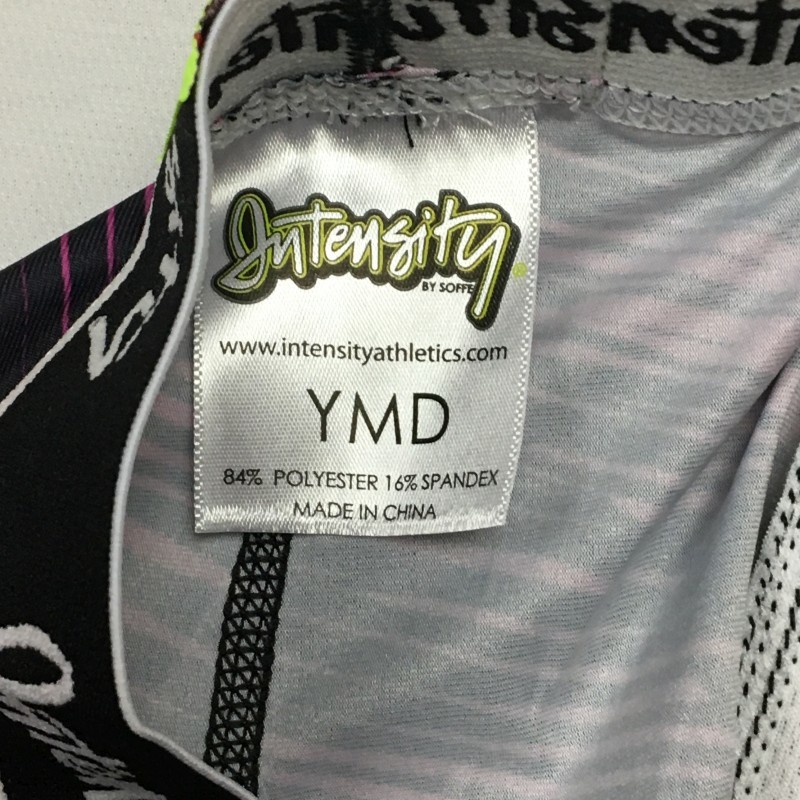 Intensity
BY SOFFE
www.intensityathletics.com
YMD
84% POLYESTER 16% SPANDEX
MADE IN CHINA